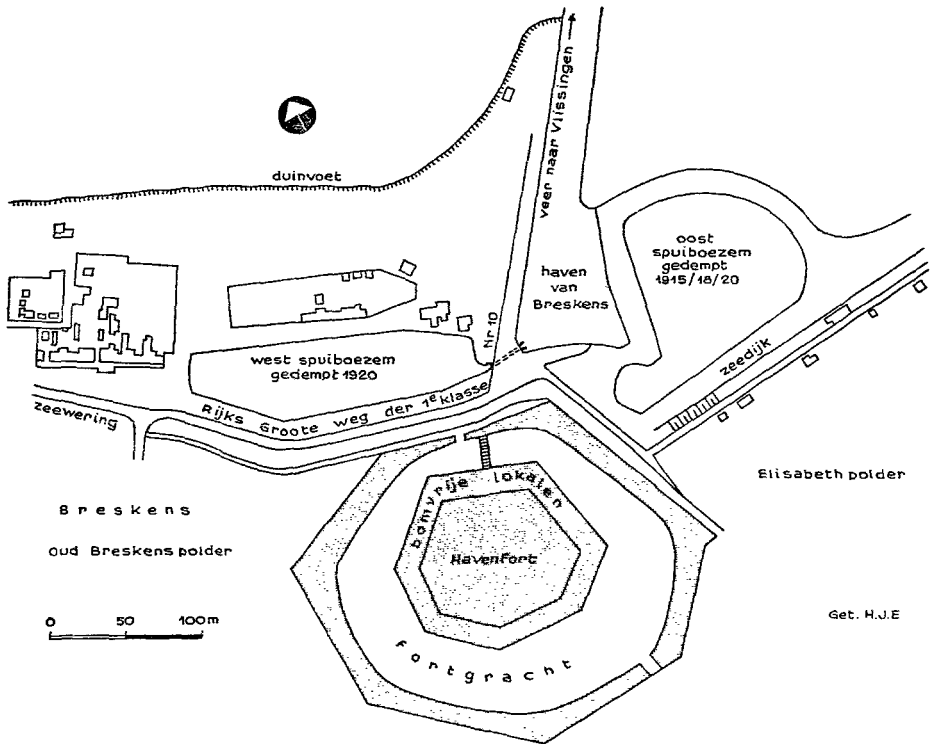 veer naar Vlissingen
duinvoet
oost
spuiboezem
gedempt
1915/18/20
haven
van
Breskens
Nr 10
west spuiboezem
gedempt 1920
zeedijk
Rijks Groote weg der 1e klasse
zeewering
Elisabeth polder
bomvrije lokalen
Breskens
Oud Breskens polder
Havenfort
0 50 100 m
Get. H.J.E
fortgracht